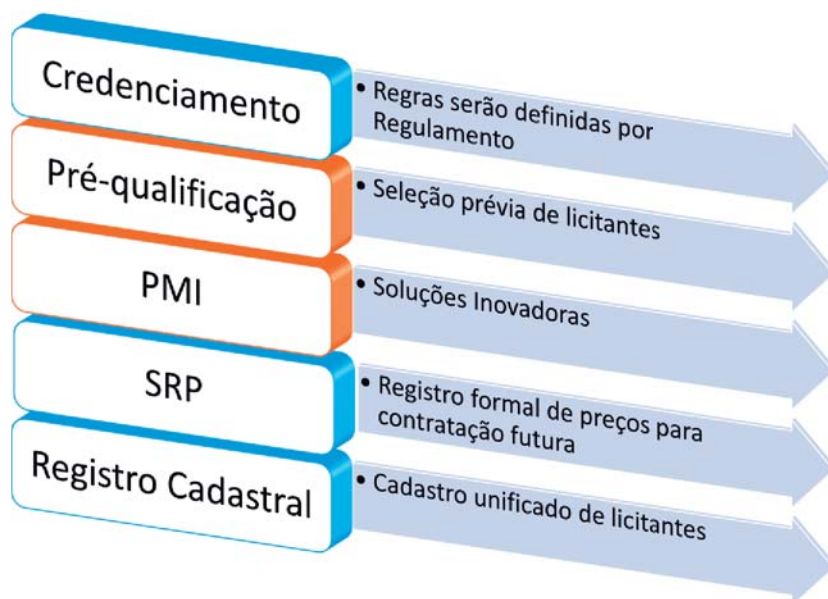 Credenciamento
• Regras serão definidas por
Regulamento
Pré-qualificação
• Seleção prévia de licitantes
PMI
• Soluções Inovadoras
SRP
• Registro formal de preços para
contratação futura
Registro Cadastral
• Cadastro unificado de licitantes